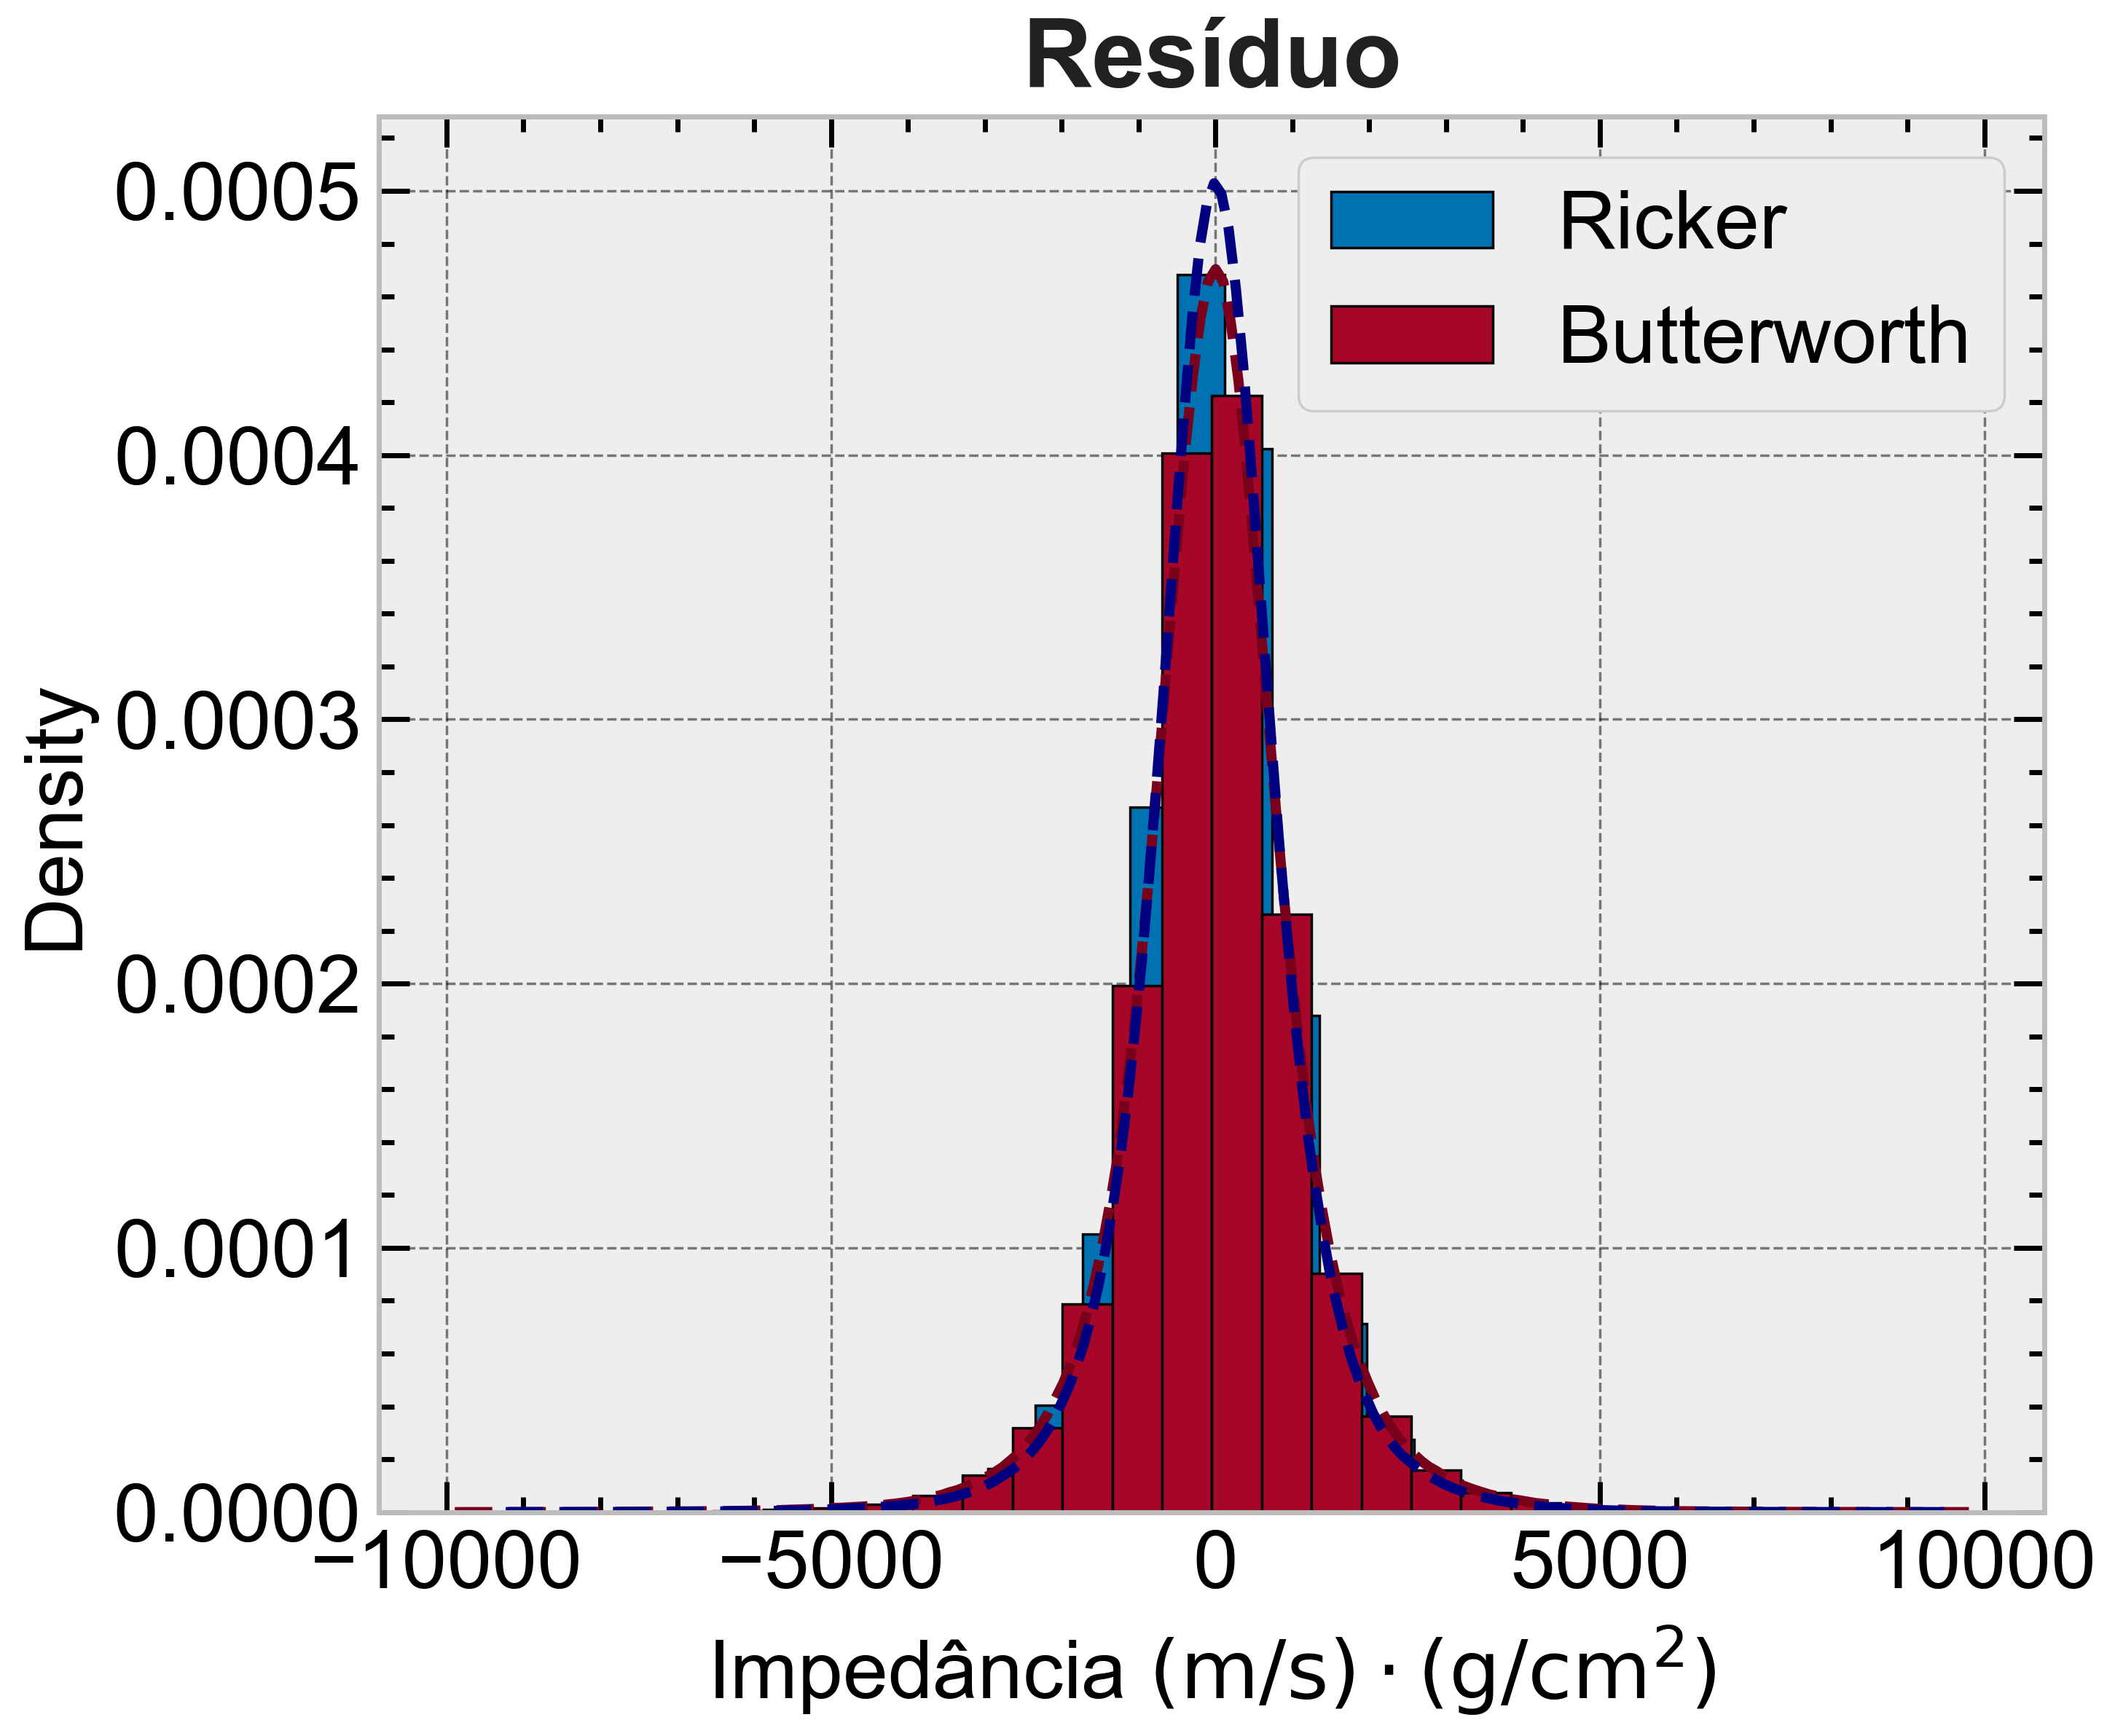 Resíduo
Ricker
Butterworth
Density
0.0005
0.0004
0.0003
0.0002
0.0001
0.0000
−10000 −5000 0 5000 10000
Impedância (m/s) · (g/cm²)